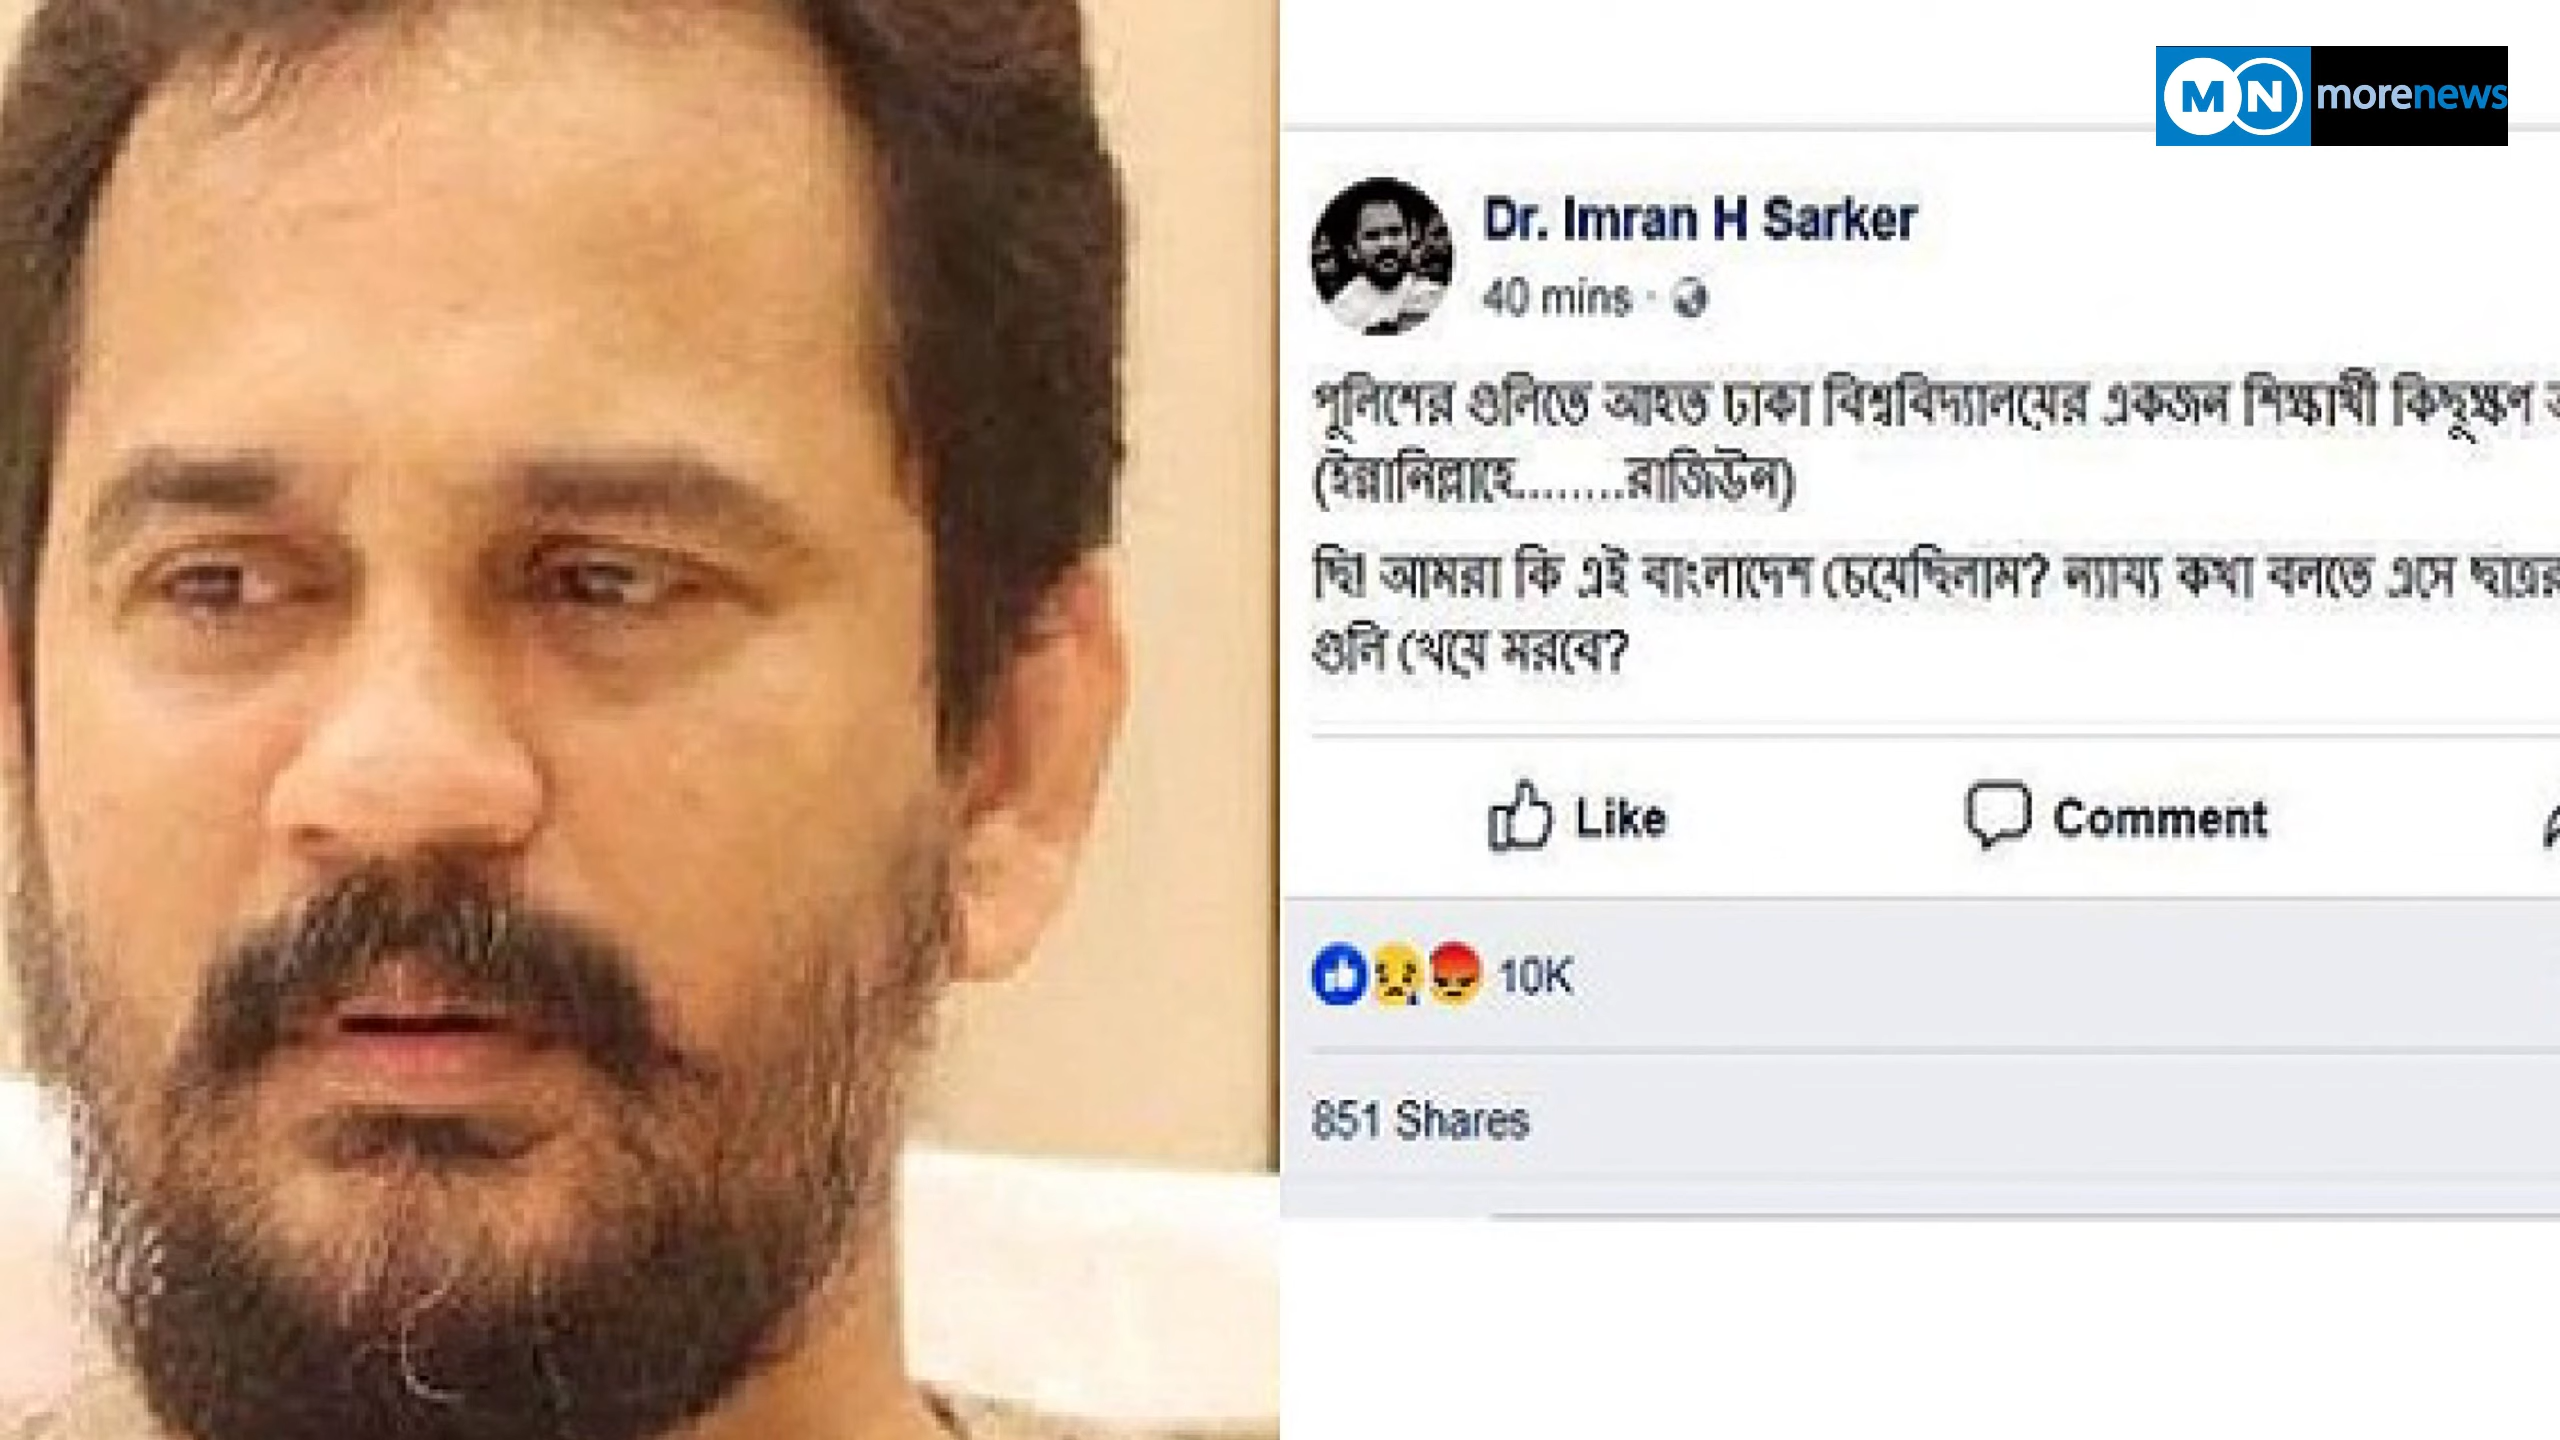 MN morenews
Dr. Imran H Sarker
40 mins
পুলিশের গুলিতে আহত ঢাকা বিশ্ববিদ্যালয়ের একজন শিক্ষার্থী কিছুক্ষণ
(ইন্নানিল্লাহে........রাজিউন)
ছি! আমরা কি এই বাংলাদেশ চেয়েছিলাম? ন্যায্য কথা বলতে এসে ছাত্ররা
গুলি খেয়ে মরবে?
Like Comment
10K
851 Shares